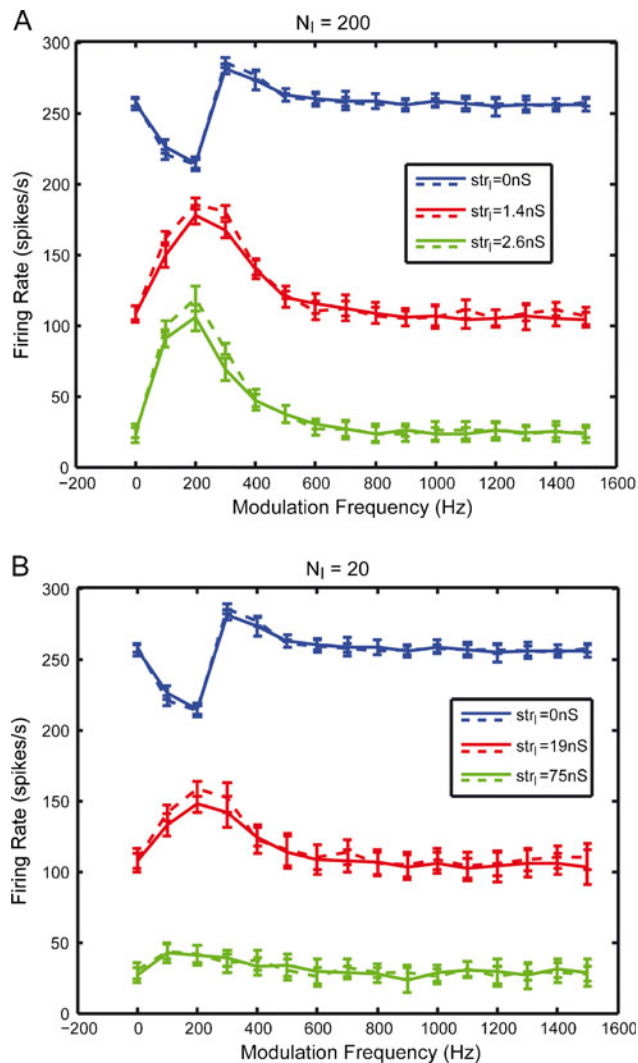 A
N_I = 200
300
250
200
150
100
50
0
Firing Rate (spikes/s)
str_I=0nS
str_I=1.4nS
str_I=2.6nS
−200 0 200 400 600 800 1000 1200 1400 1600
Modulation Frequency (Hz)
B
N_I = 20
300
250
200
150
100
50
0
Firing Rate (spikes/s)
str_I=0nS
str_I=19nS
str_I=75nS
−200 0 200 400 600 800 1000 1200 1400 1600
Modulation Frequency (Hz)